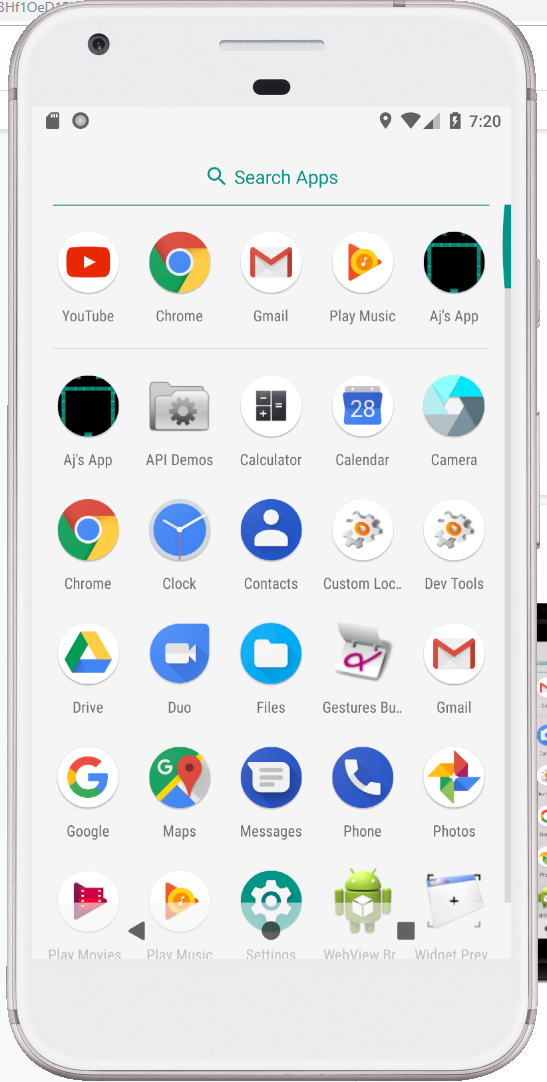 7:20
Search Apps
YouTube Chrome Gmail Play Music Aj's App
28
Aj's App API Demos Calculator Calendar Camera
Chrome Clock Contacts Custom Loc.. Dev Tools
Drive Duo Files Gestures Bu.. Gmail
Google Maps Messages Phone Photos
Play Movies Play Music Settings WebView Br Widget Prev